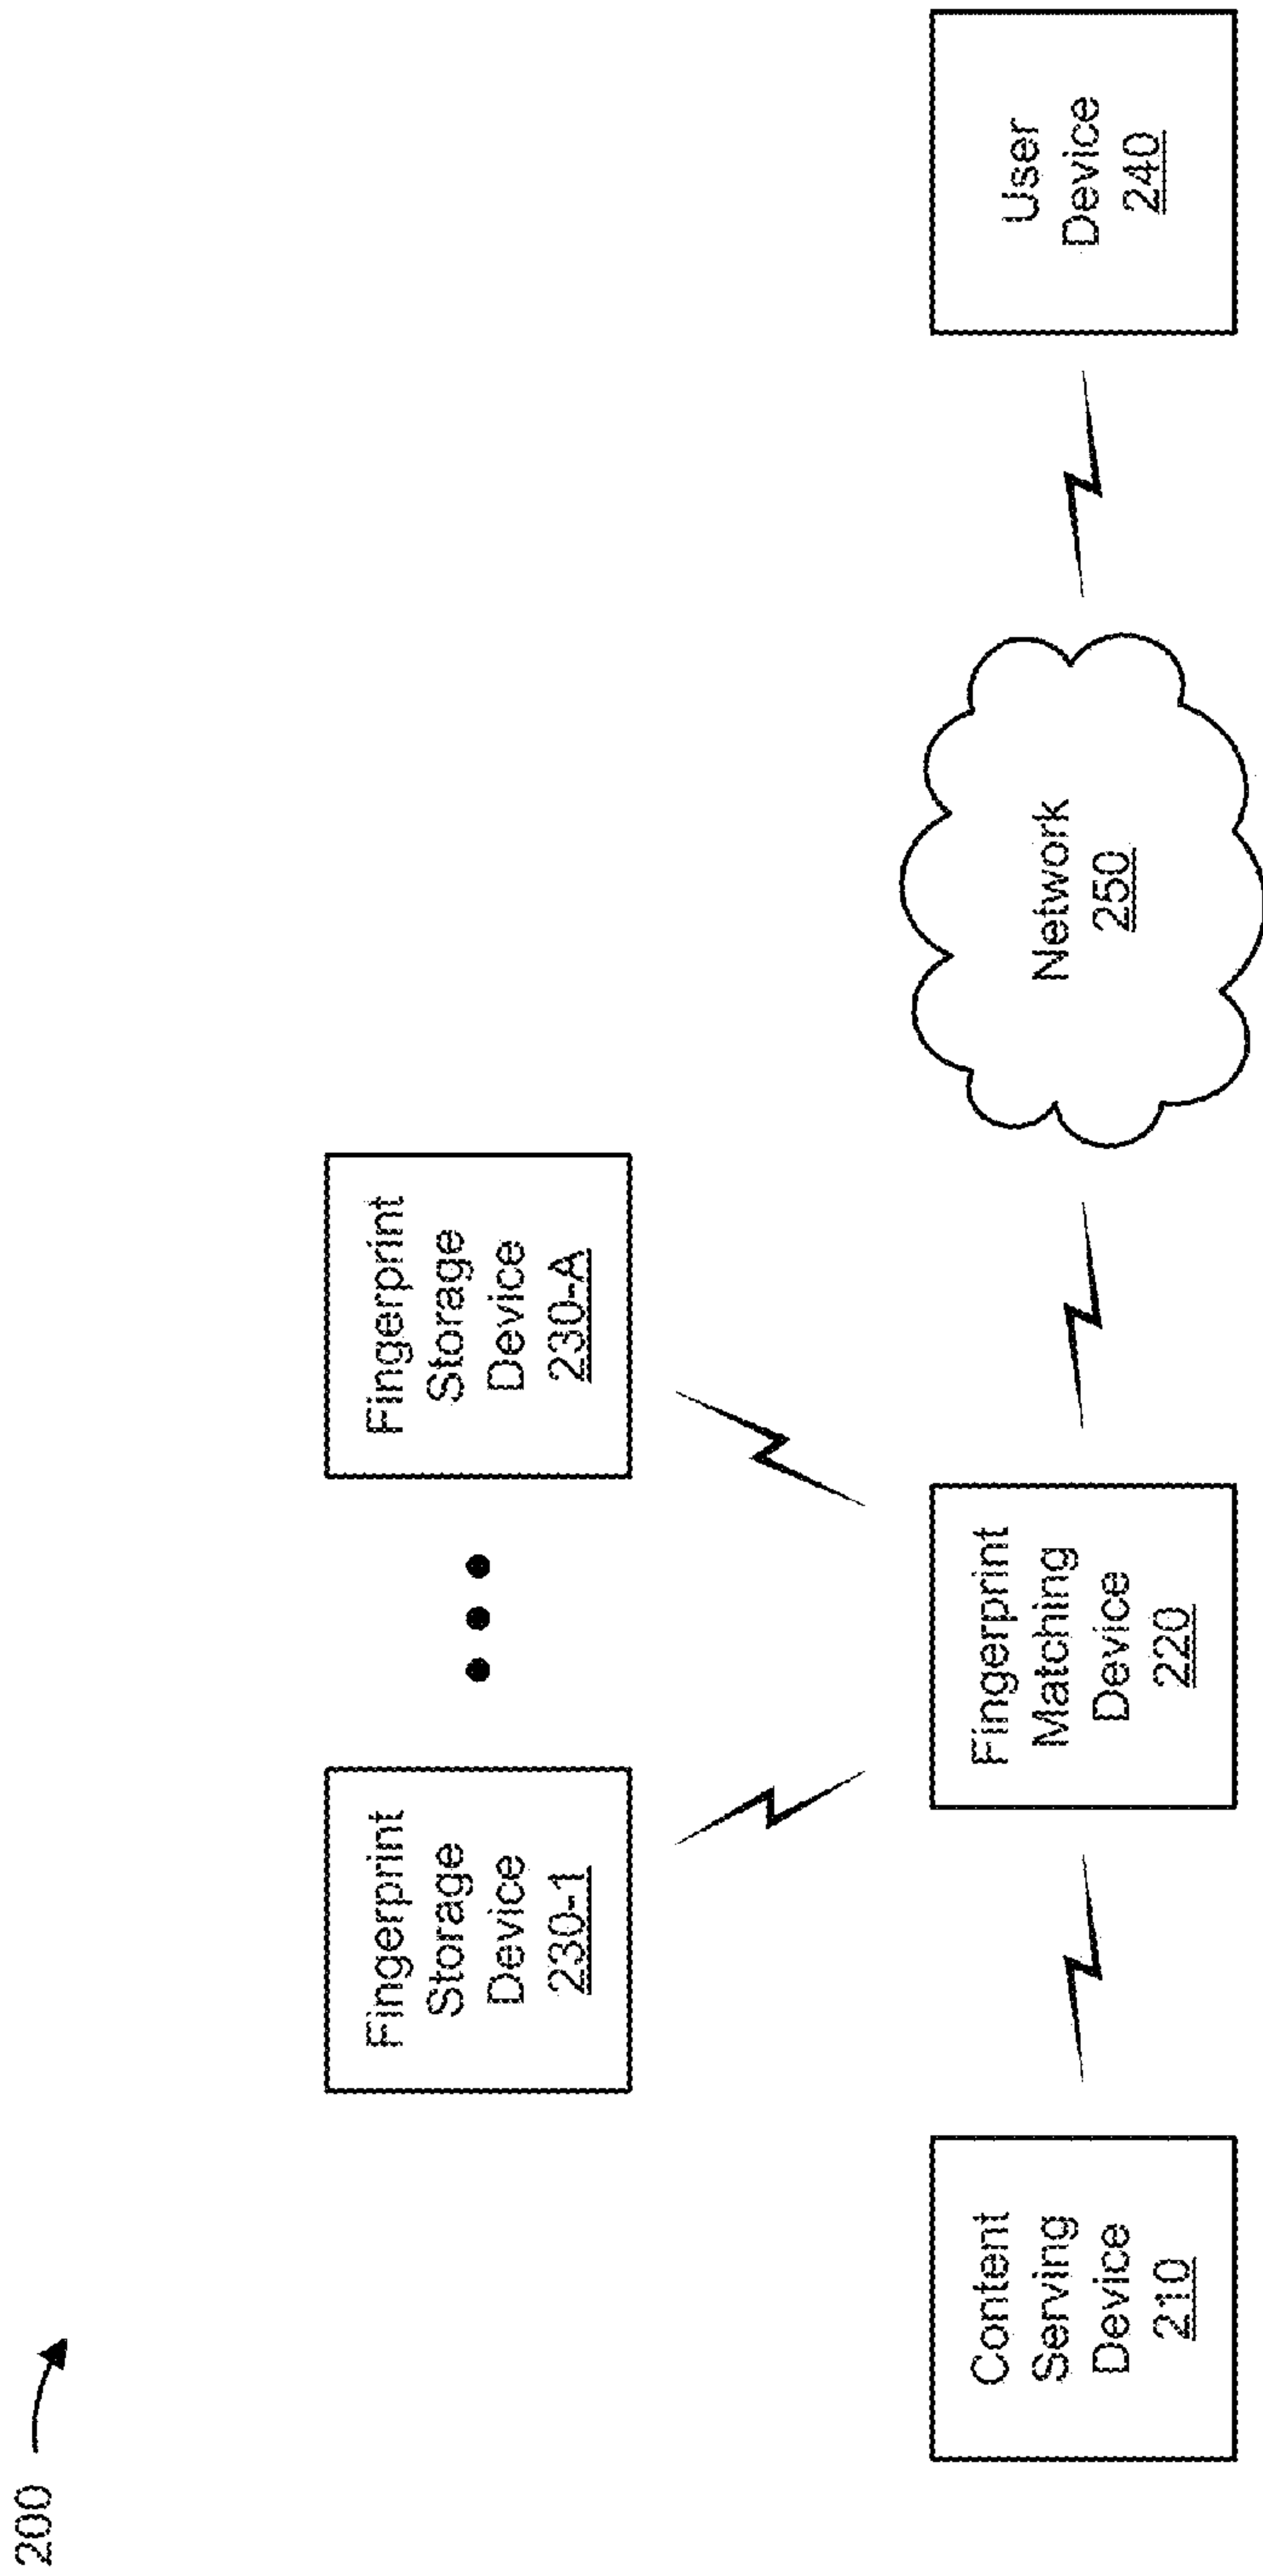 200
Fingerprint
Storage
Device
230-1
Fingerprint
Storage
Device
230-A
Content
Serving
Device
210
Fingerprint
Matching
Device
220
Network
250
User
Device
240